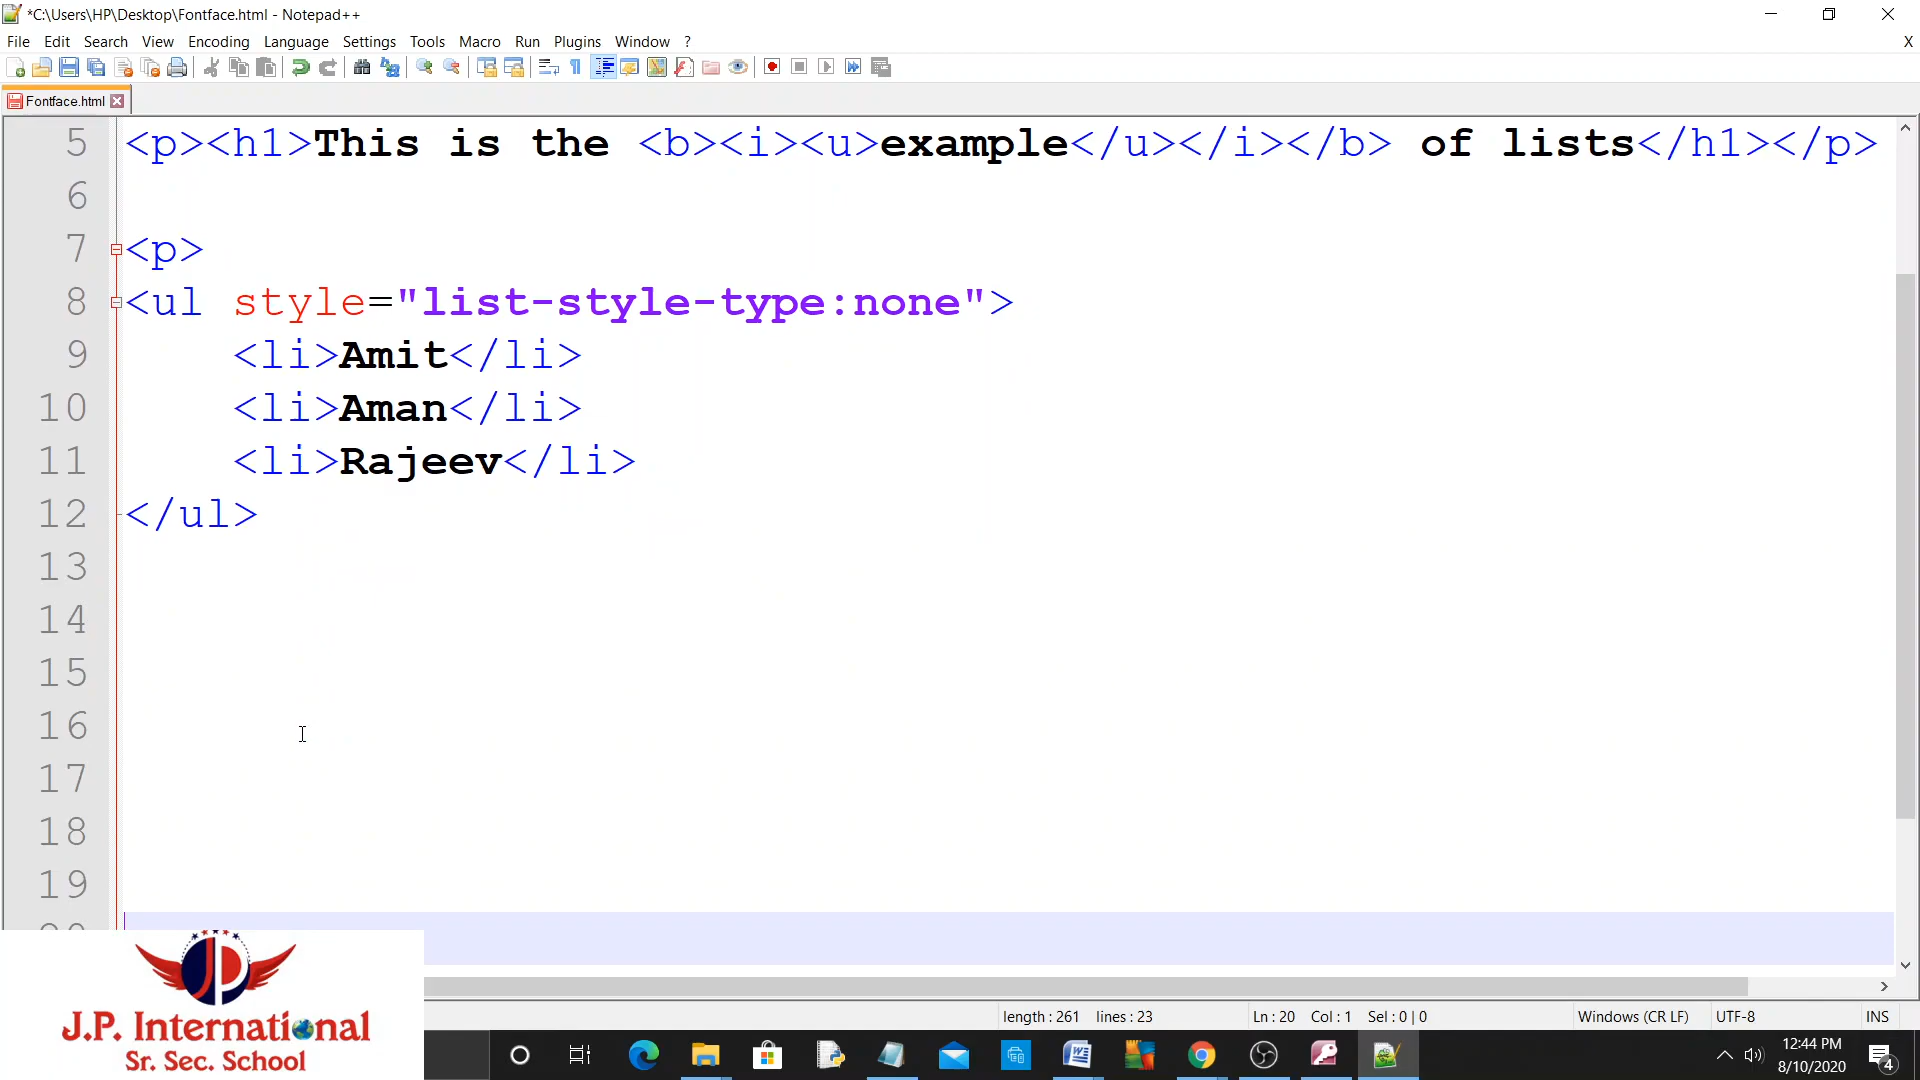 *C:\Users\HP\Desktop\Fontface.html - Notepad++
File Edit Search View Encoding Language Settings Tools Macro Run Plugins Window ? X
Fontface.html
5 <p><h1>This is the <b><i><u>example</u></i></b> of lists</h1></p>
6
7 <p>
8 <ul style="list-style-type:none">
9 <li>Amit</li>
10 <li>Aman</li>
11 <li>Rajeev</li>
12 </ul>
13
14
15
16
17
18
19
JP
J.P. International
Sr. Sec. School
length : 261 lines : 23 Ln : 20 Col : 1 Sel : 0 | 0 Windows (CR LF) UTF-8 INS
12:44 PM
8/10/2020
4